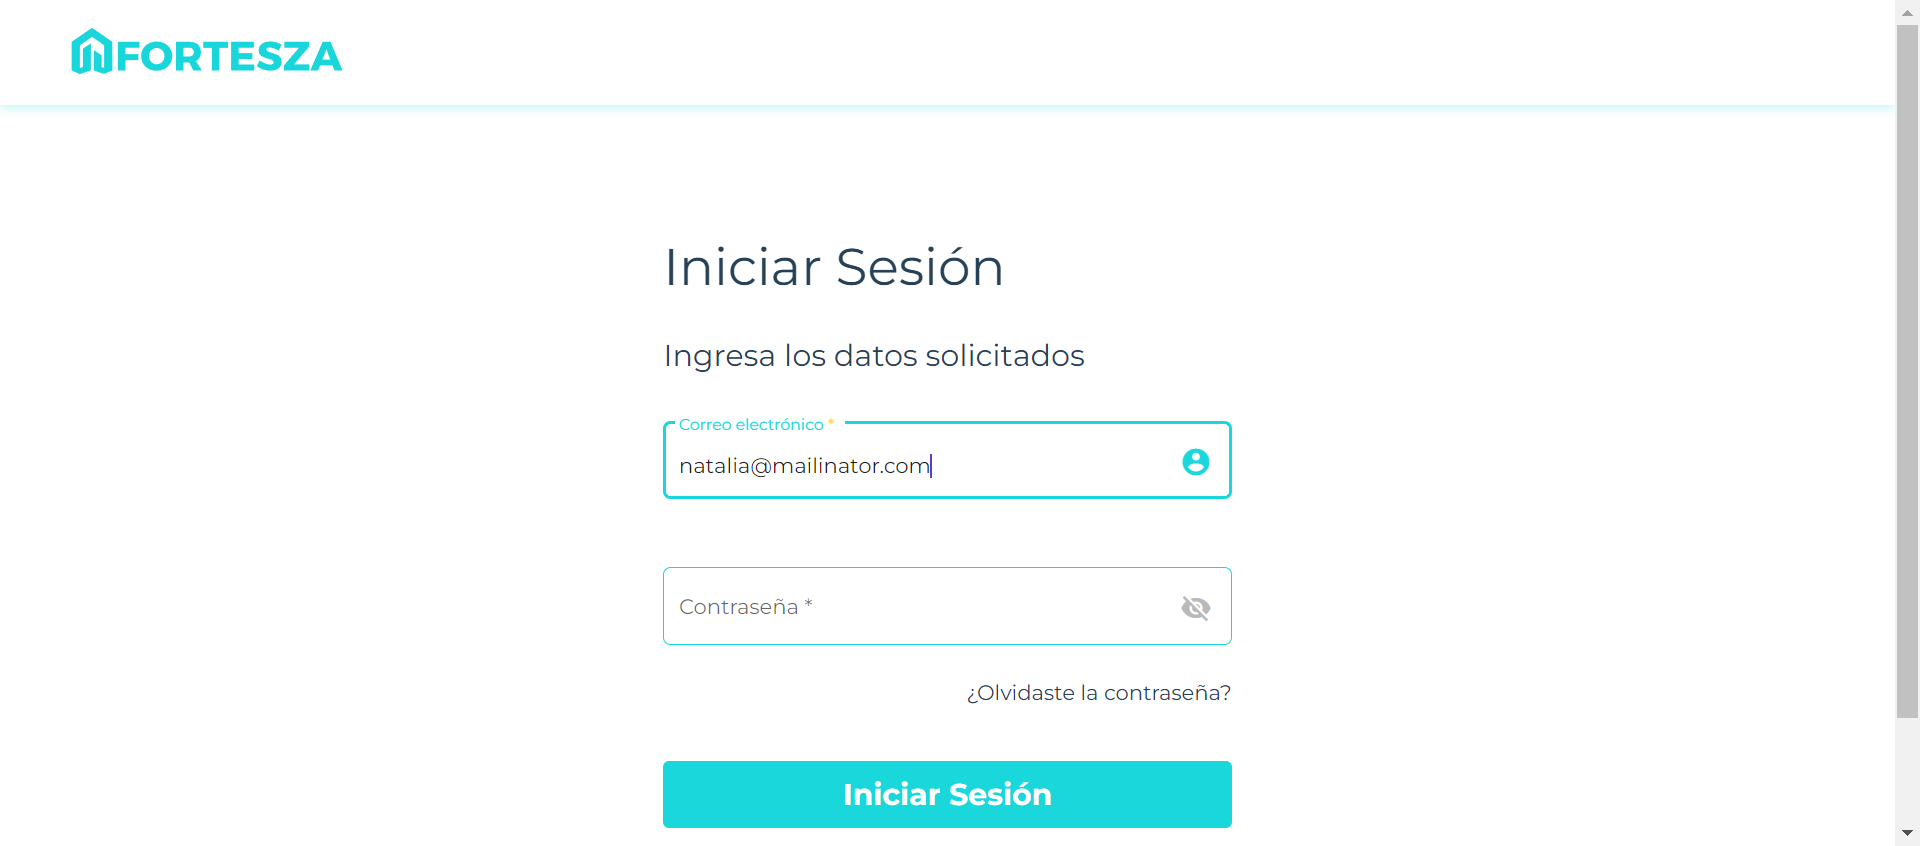 FORTESZA
Iniciar Sesión
Ingresa los datos solicitados
Correo electrónico *
natalia@mailinator.com
Contraseña *
¿Olvidaste la contraseña?
Iniciar Sesión